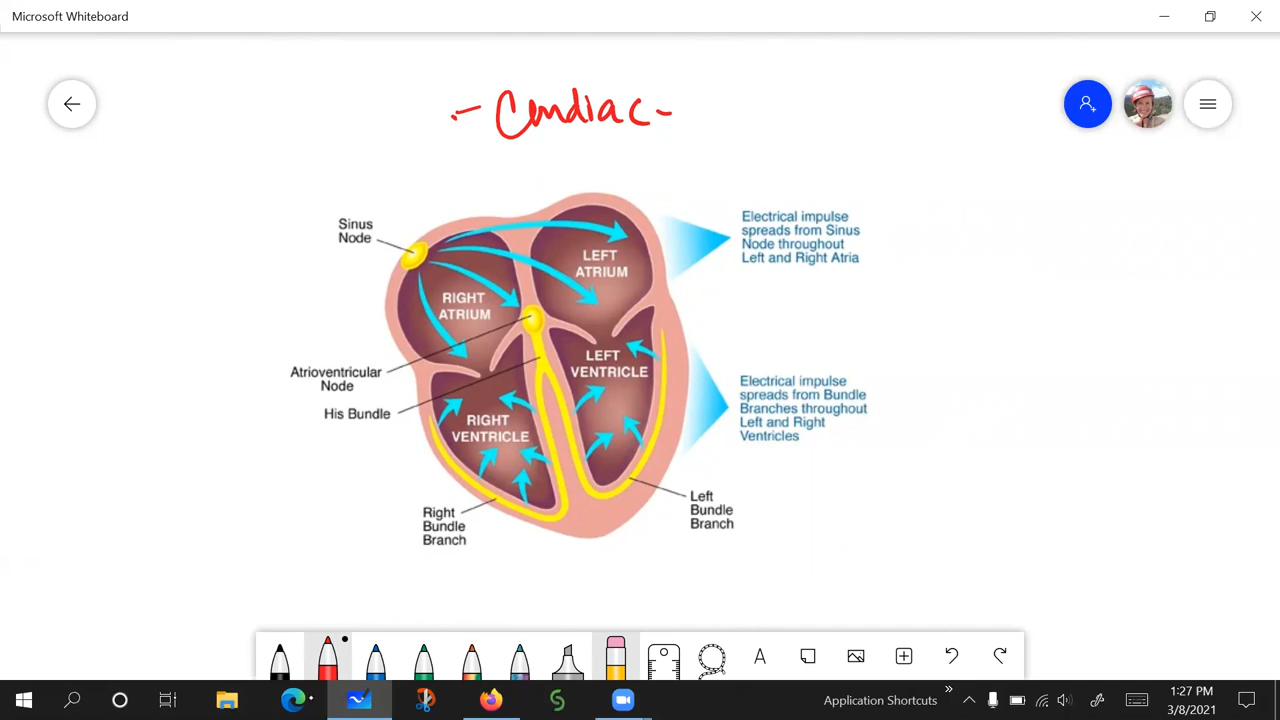 Microsoft Whiteboard
- Cardiac -
Sinus
Node
LEFT
ATRIUM
RIGHT
ATRIUM
Electrical impulse
spreads from Sinus
Node throughout
Left and Right Atria
Atrioventricular
Node
His Bundle
LEFT
VENTRICLE
RIGHT
VENTRICLE
Electrical impulse
spreads from Bundle
Branches throughout
Left and Right
Ventricles
Right
Bundle
Branch
Left
Bundle
Branch
A
Application Shortcuts
1:27 PM
3/8/2021